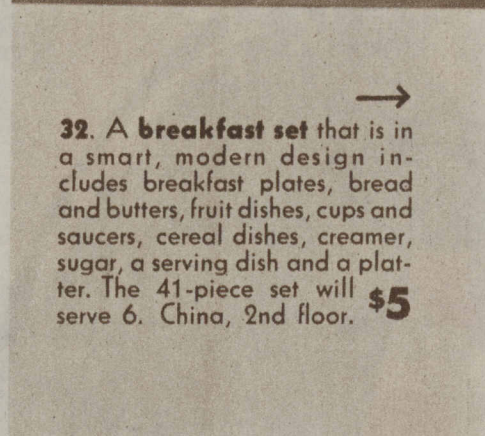 →
32. A breakfast set that is in
a smart, modern design in-
cludes breakfast plates, bread
and butters, fruit dishes, cups and
saucers, cereal dishes, creamer,
sugar, a serving dish and a plat-
ter. The 41-piece set will
serve 6. China, 2nd floor. $5